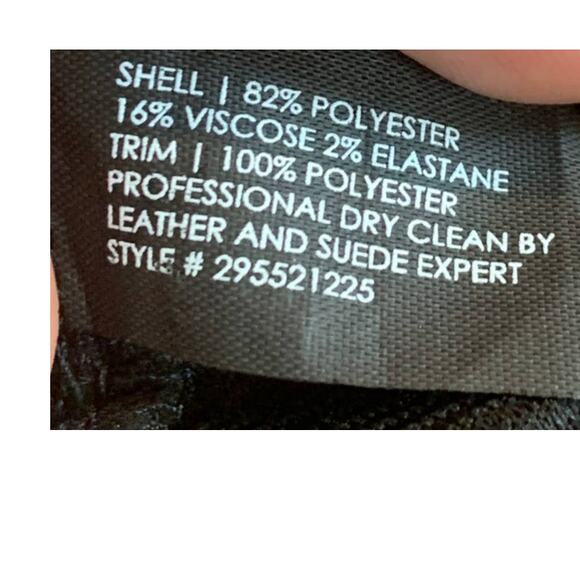 SHELL | 82% POLYESTER
16% VISCOSE 2% ELASTANE
TRIM | 100% POLYESTER
PROFESSIONAL DRY CLEAN BY
LEATHER AND SUEDE EXPERT
STYLE # 295521225